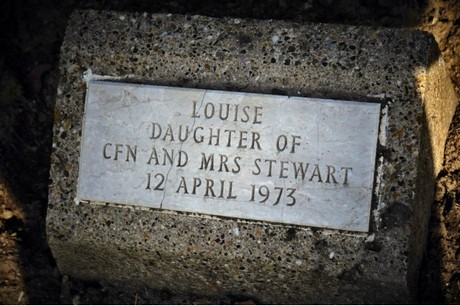 LOUISE
DAUGHTER OF
CFN AND MRS STEWART
12 APRIL 1973